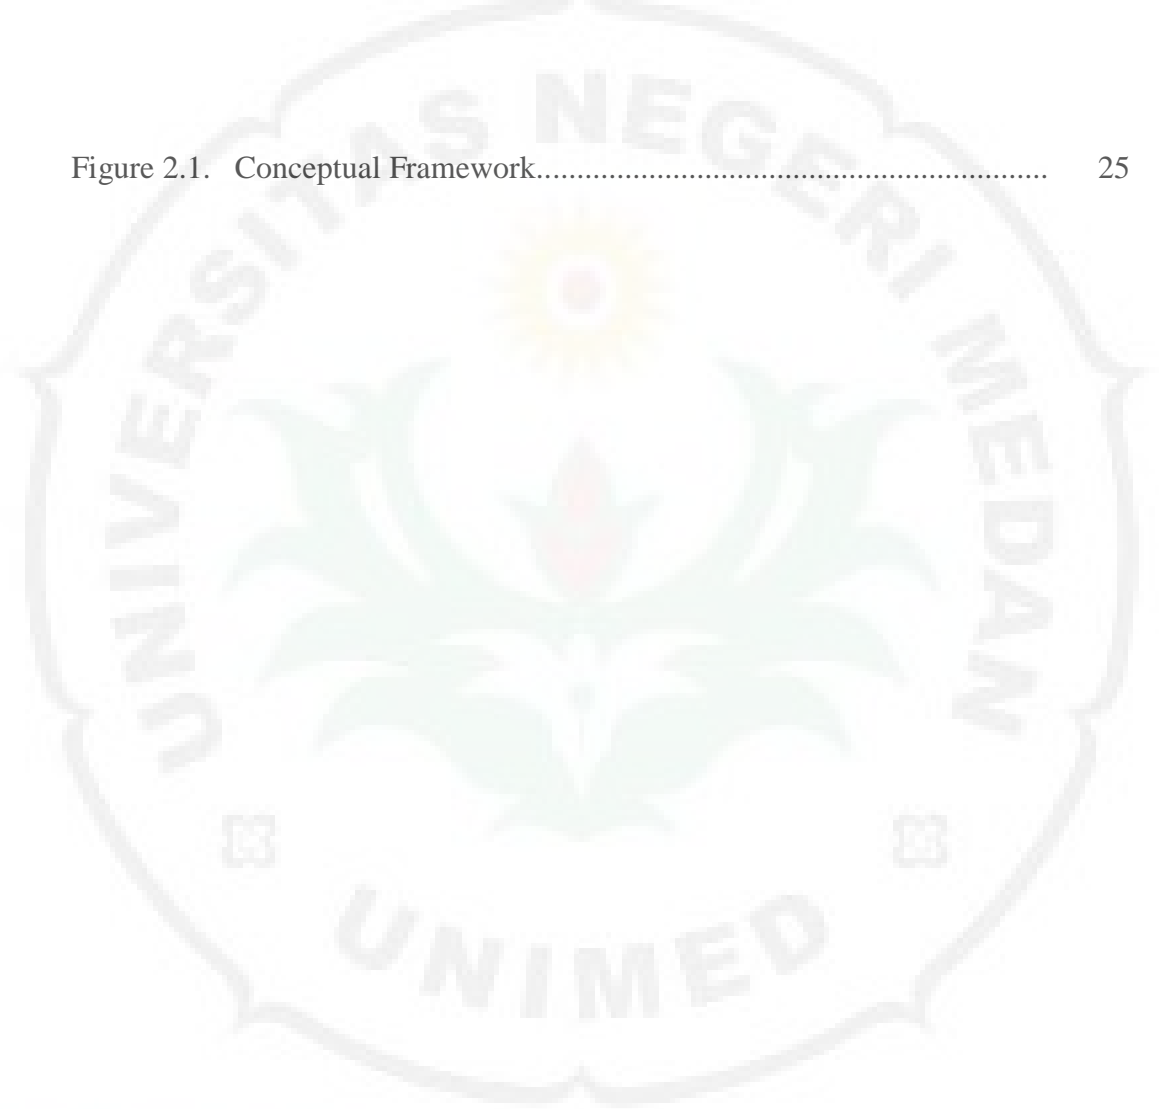 Figure 2.1. Conceptual Framework............................................................... 25
UNIVERSITAS NEGERI MEDAN
UNIMED